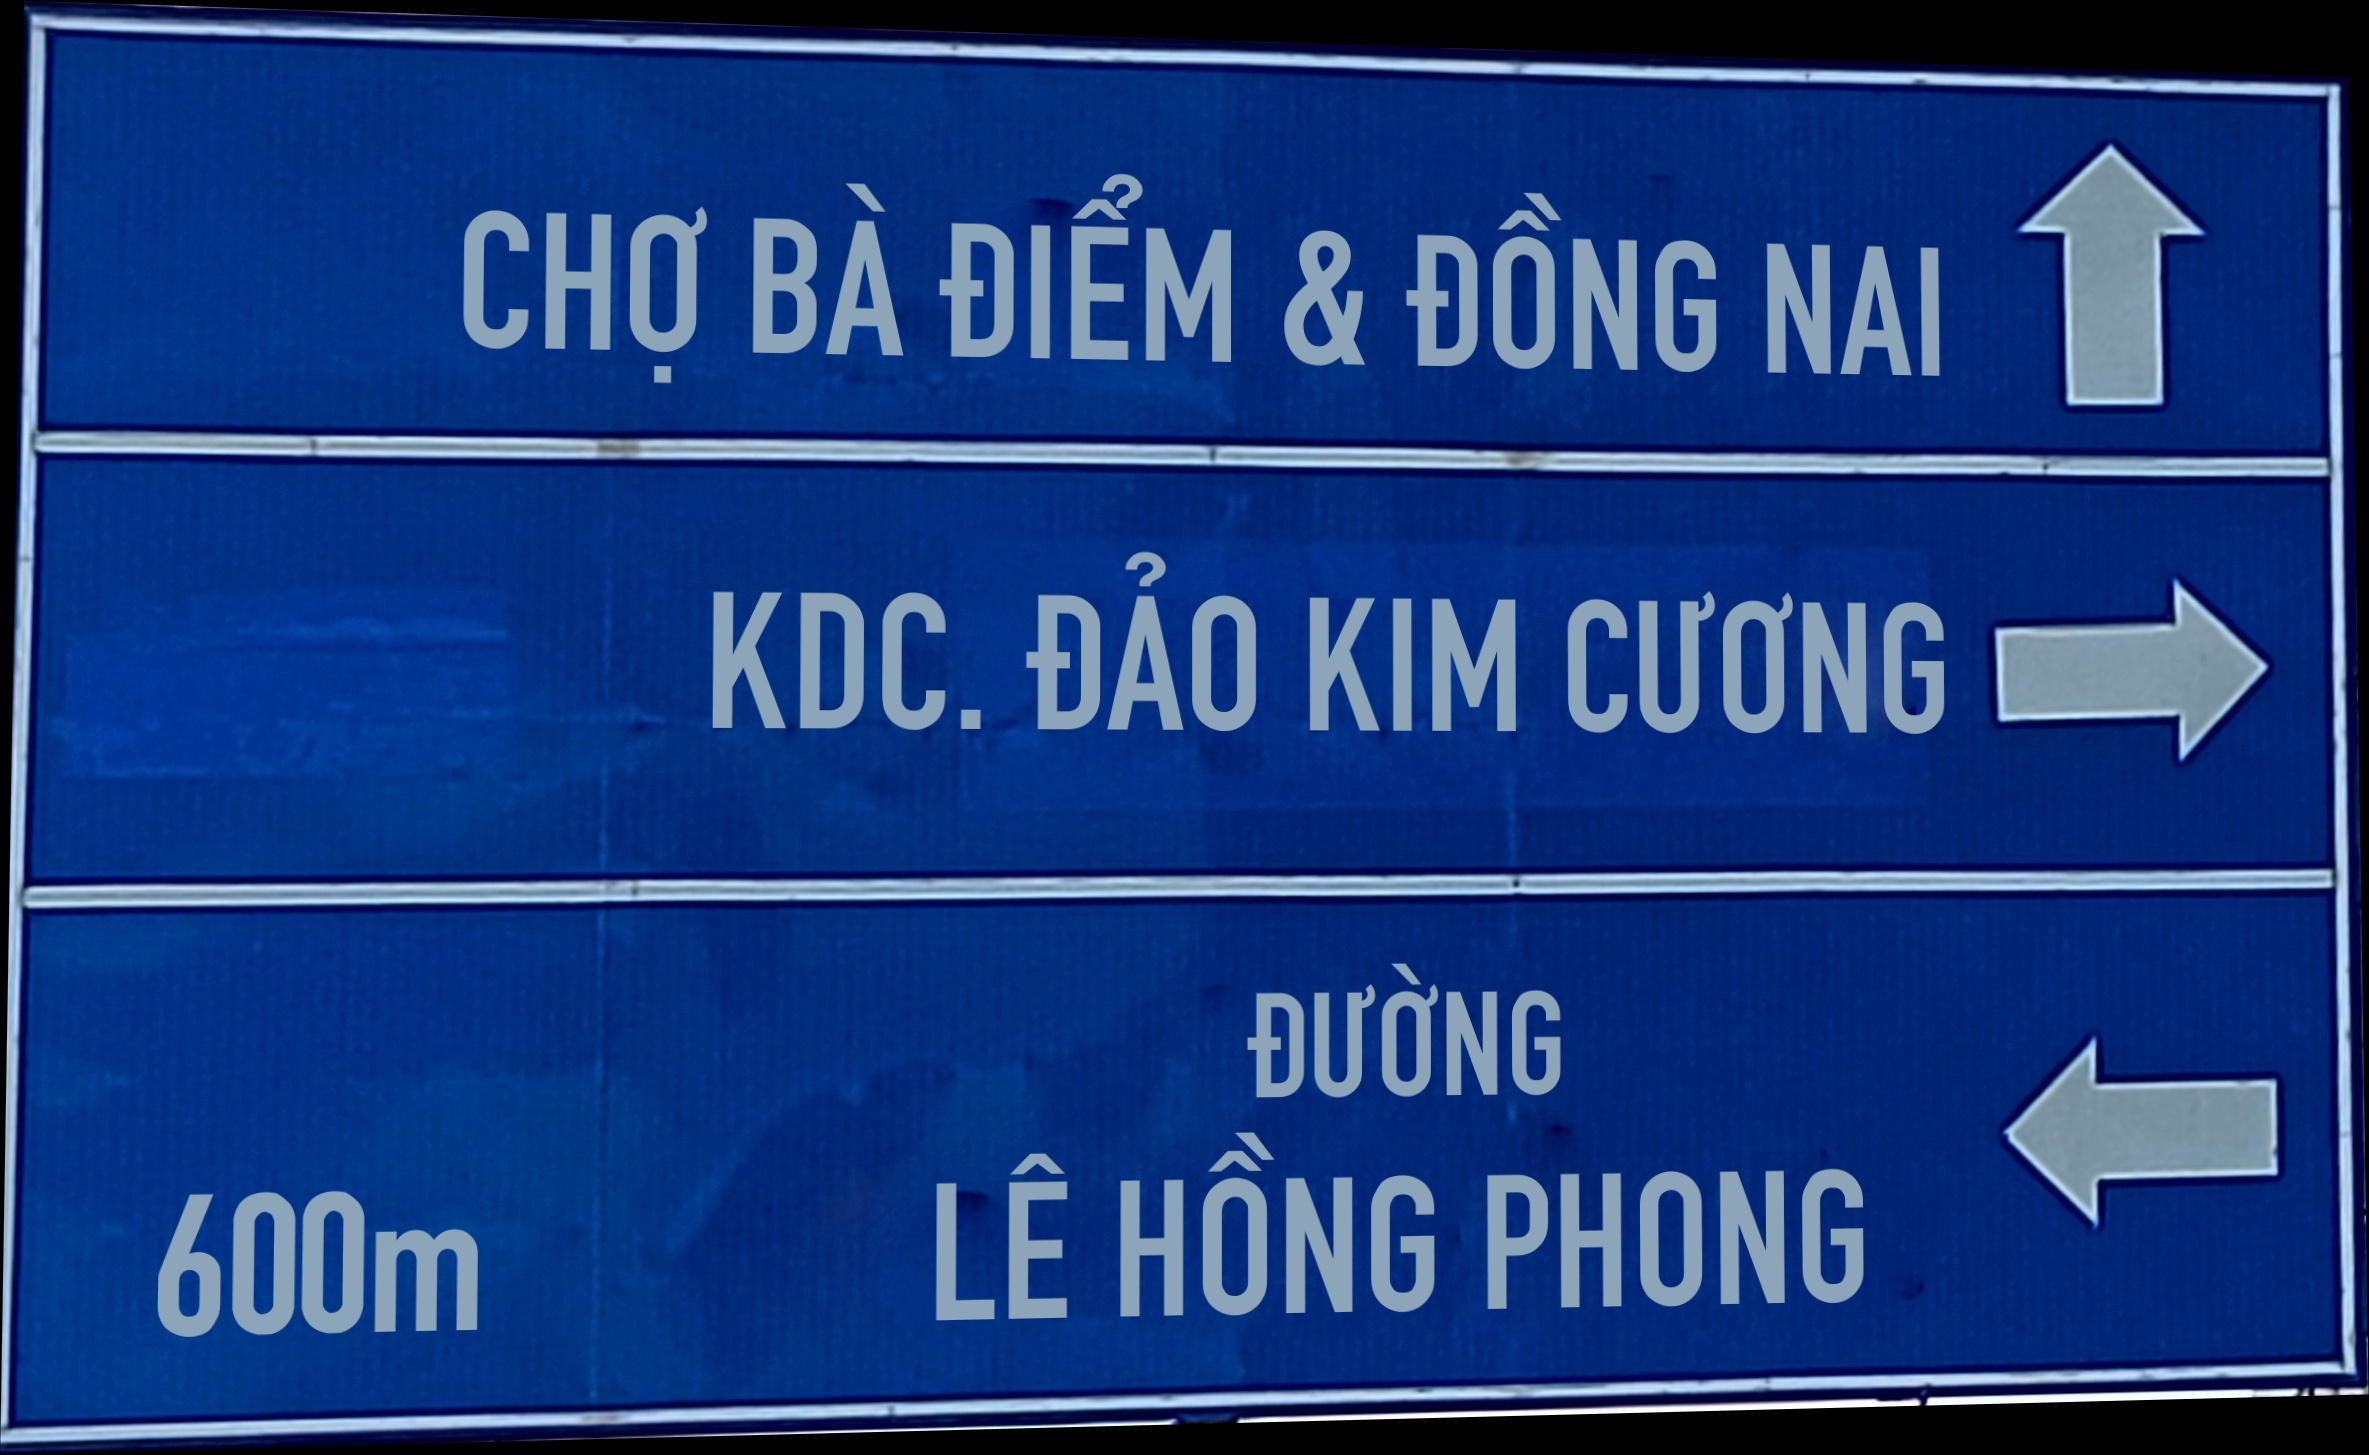 CHỢ BÀ ĐIỂM & ĐỒNG NAI
KDC. ĐẢO KIM CƯƠNG
ĐƯỜNG
LÊ HỒNG PHONG
600m